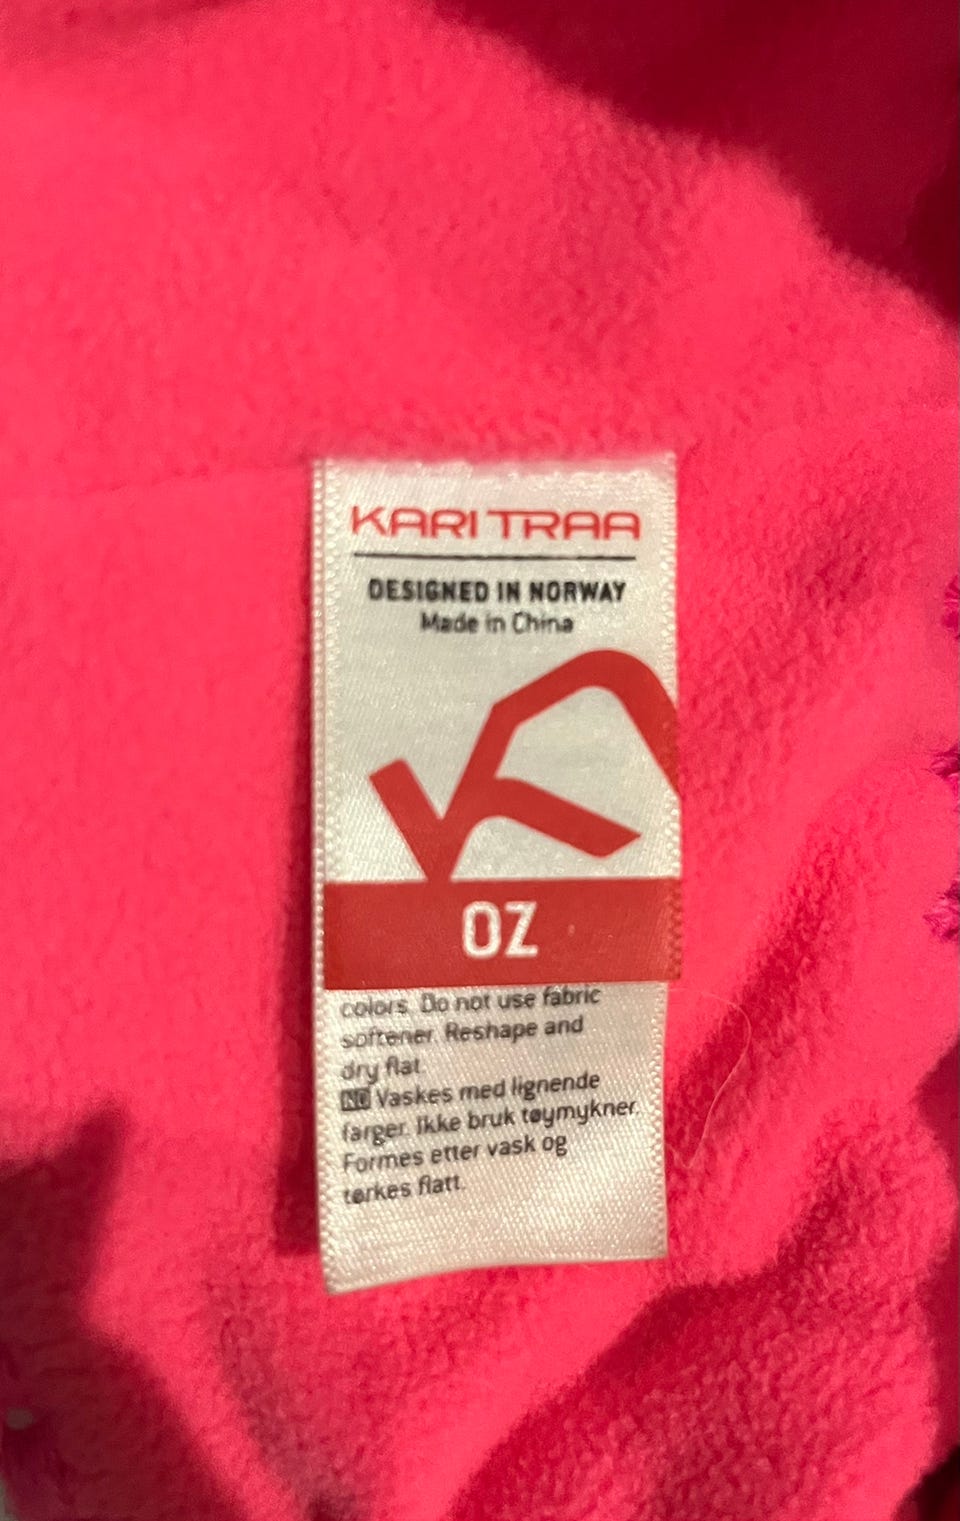 KARI TRAA
DESIGNED IN NORWAY
Made in China
OZ
colors. Do not use fabric
softener. Reshape and
dry flat.
NO Vaskes med lignende
farger. Ikke bruk tøymykner.
Formes etter vask og
tørkes flatt.